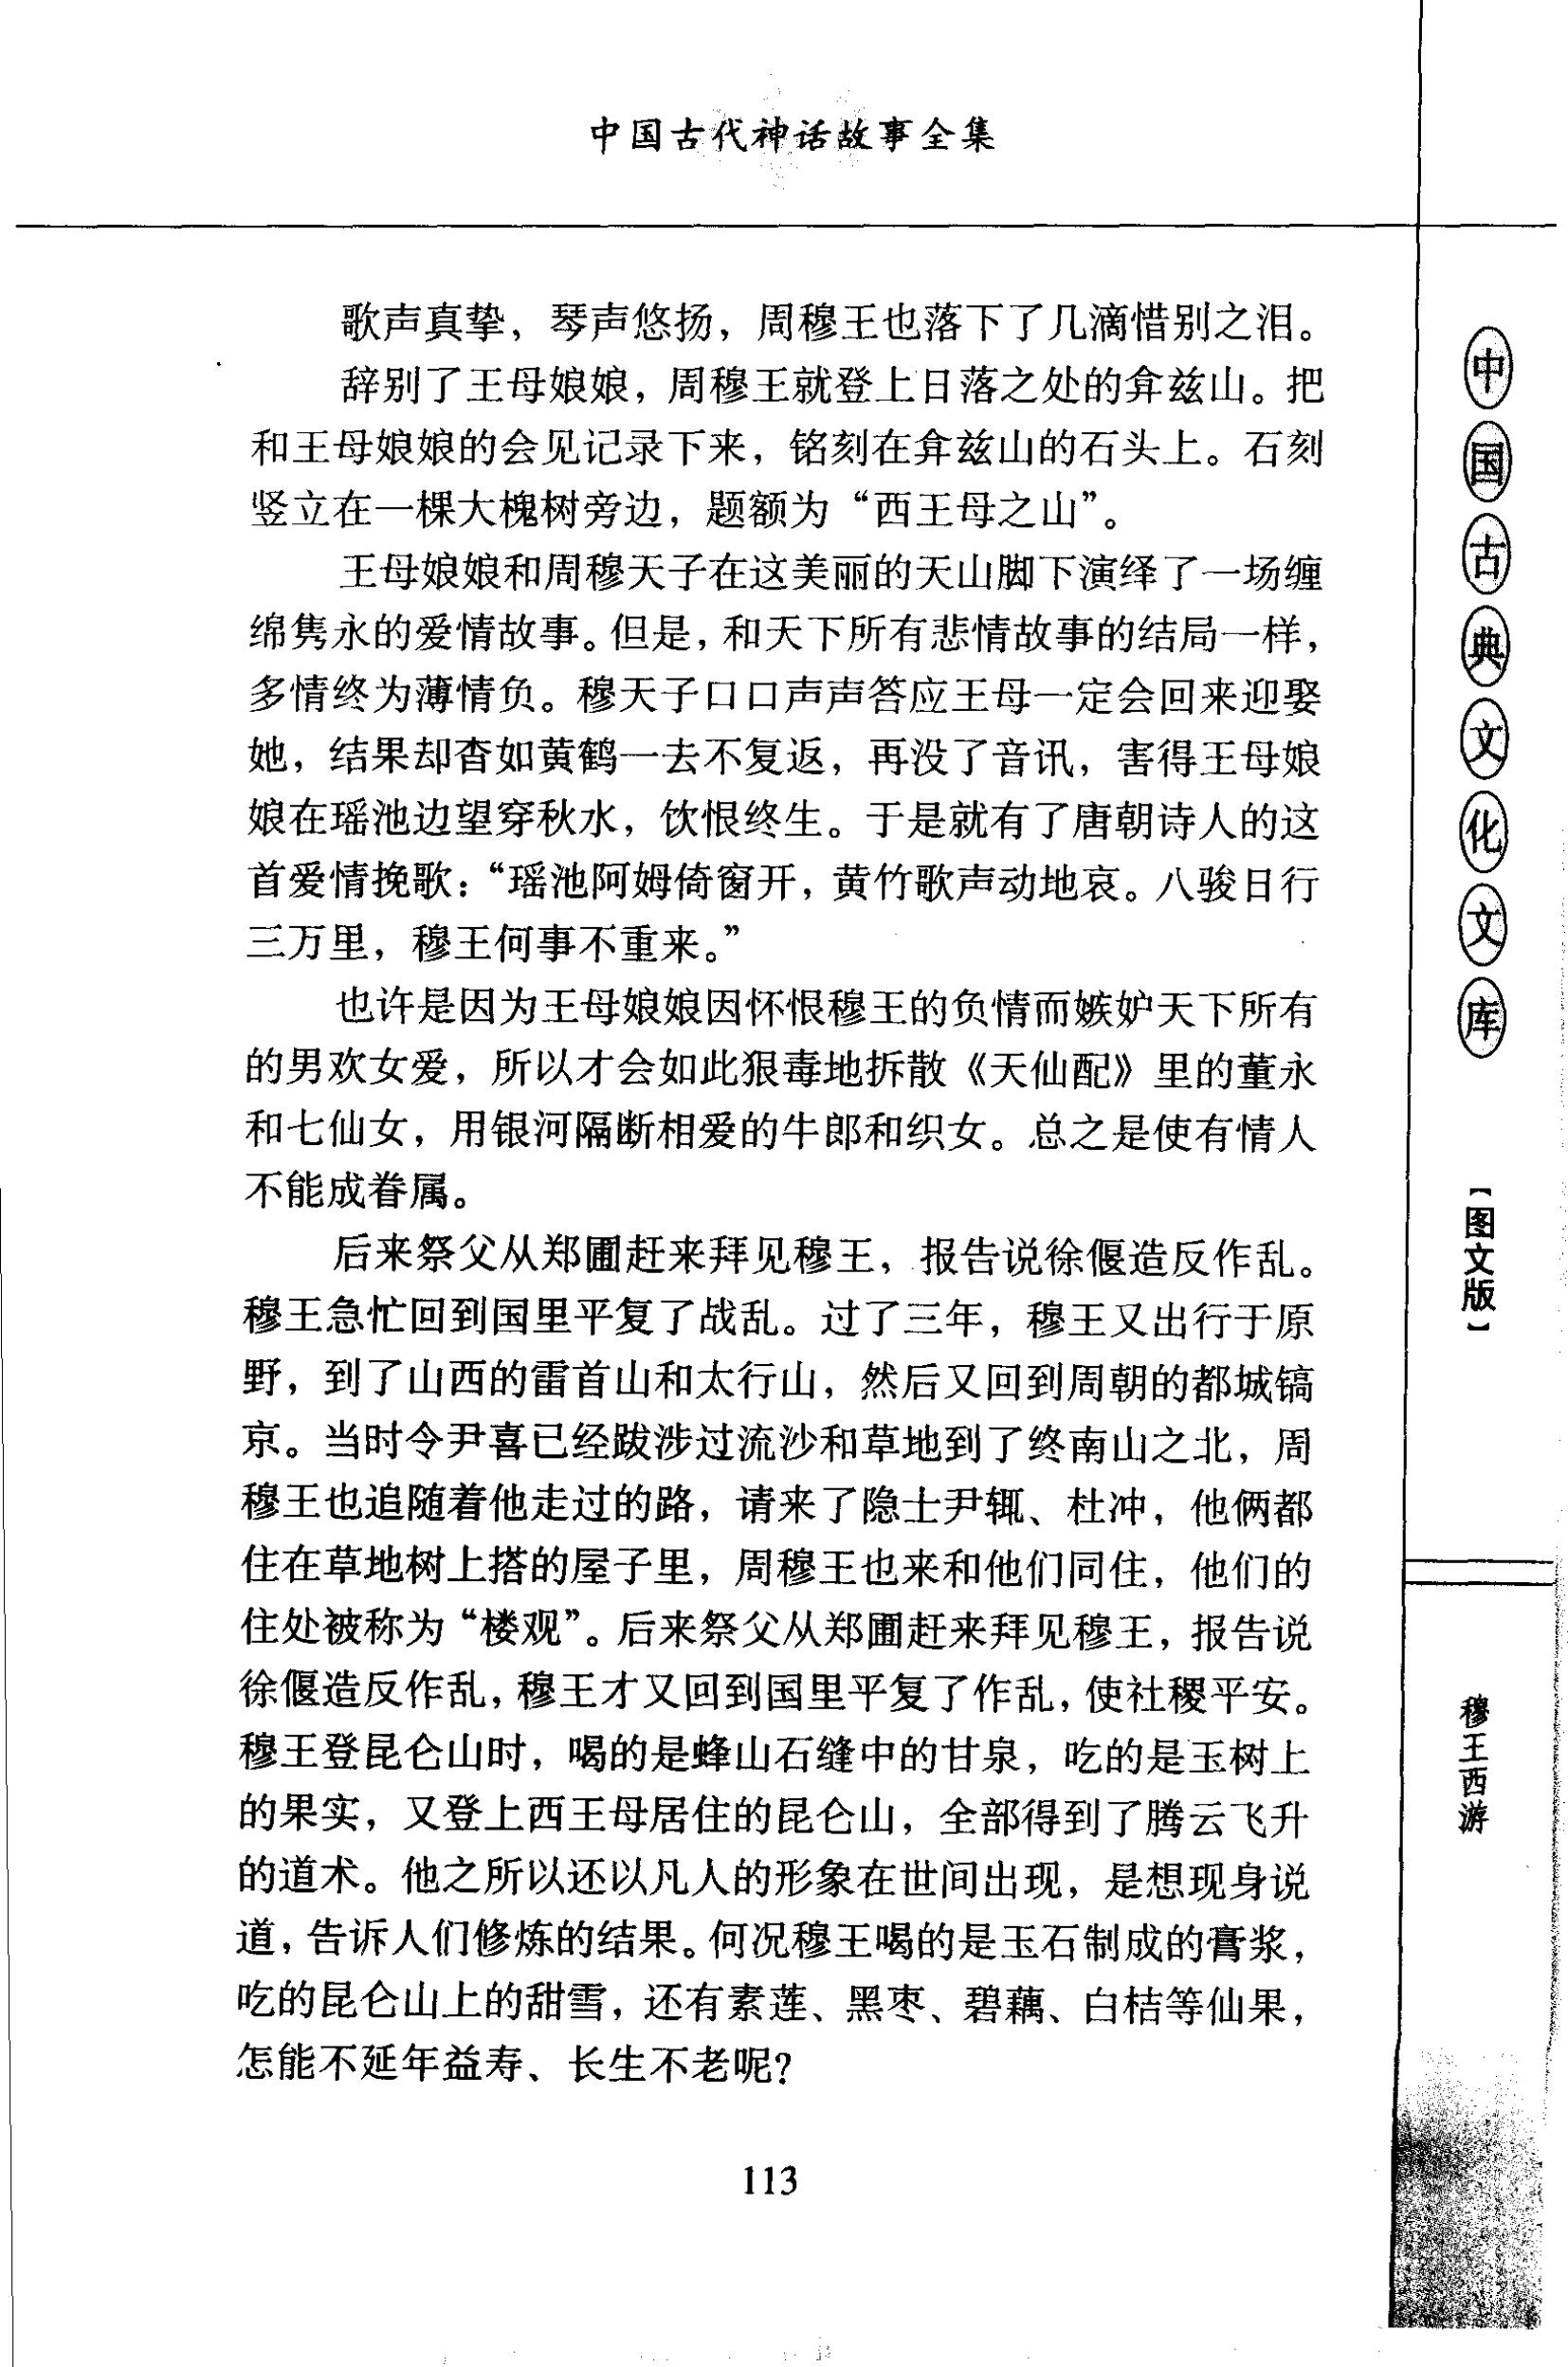 中国古代神话故事全集
歌声真挚，琴声悠扬，周穆王也落下了几滴惜别之泪。
辞别了王母娘娘，周穆王就登上日落之处的弇兹山。把
和王母娘娘的会见记录下来，铭刻在弇兹山的石头上。石刻
竖立在一棵大槐树旁边，题额为“西王母之山”。
王母娘娘和周穆天子在这美丽的天山脚下演绎了一场缠
绵隽永的爱情故事。但是，和天下所有悲情故事的结局一样，
多情终为薄情负。穆天子口口声声答应王母一定会回来迎娶
她，结果却杳如黄鹤一去不复返，再没了音讯，害得王母娘
娘在瑶池边望穿秋水，饮恨终生。于是就有了唐朝诗人的这
首爱情挽歌：“瑶池阿姆倚窗开，黄竹歌声动地哀。八骏日行
三万里，穆王何事不重来。”
也许是因为王母娘娘因怀恨穆王的负情而嫉妒天下所有
的男欢女爱，所以才会如此狠毒地拆散《天仙配》里的董永
和七仙女，用银河隔断相爱的牛郎和织女。总之是使有情人
不能成眷属。
后来祭父从郑圃赶来拜见穆王，报告说徐偃造反作乱。
穆王急忙回到国里平复了战乱。过了三年，穆王又出行于原
野，到了山西的雷首山和太行山，然后又回到周朝的都城镐
京。当时令尹喜已经跋涉过流沙和草地到了终南山之北，周
穆王也追随着他走过的路，请来了隐士尹辄、杜冲，他俩都
住在草地树上搭的屋子里，周穆王也来和他们同住，他们的
住处被称为“楼观”。后来祭父从郑圃赶来拜见穆王，报告说
徐偃造反作乱，穆王才又回到国里平复了作乱，使社稷平安。
穆王登昆仑山时，喝的是蜂山石缝中的甘泉，吃的是玉树上
的果实，又登上西王母居住的昆仑山，全部得到了腾云飞升
的道术。他之所以还以凡人的形象在世间出现，是想现身说
道，告诉人们修炼的结果。何况穆王喝的是玉石制成的膏浆，
吃的昆仑山上的甜雪，还有素莲、黑枣、碧藕、白桔等仙果，
怎能不延年益寿、长生不老呢？
113
中国古典文化文库
【图文版】
穆王西游